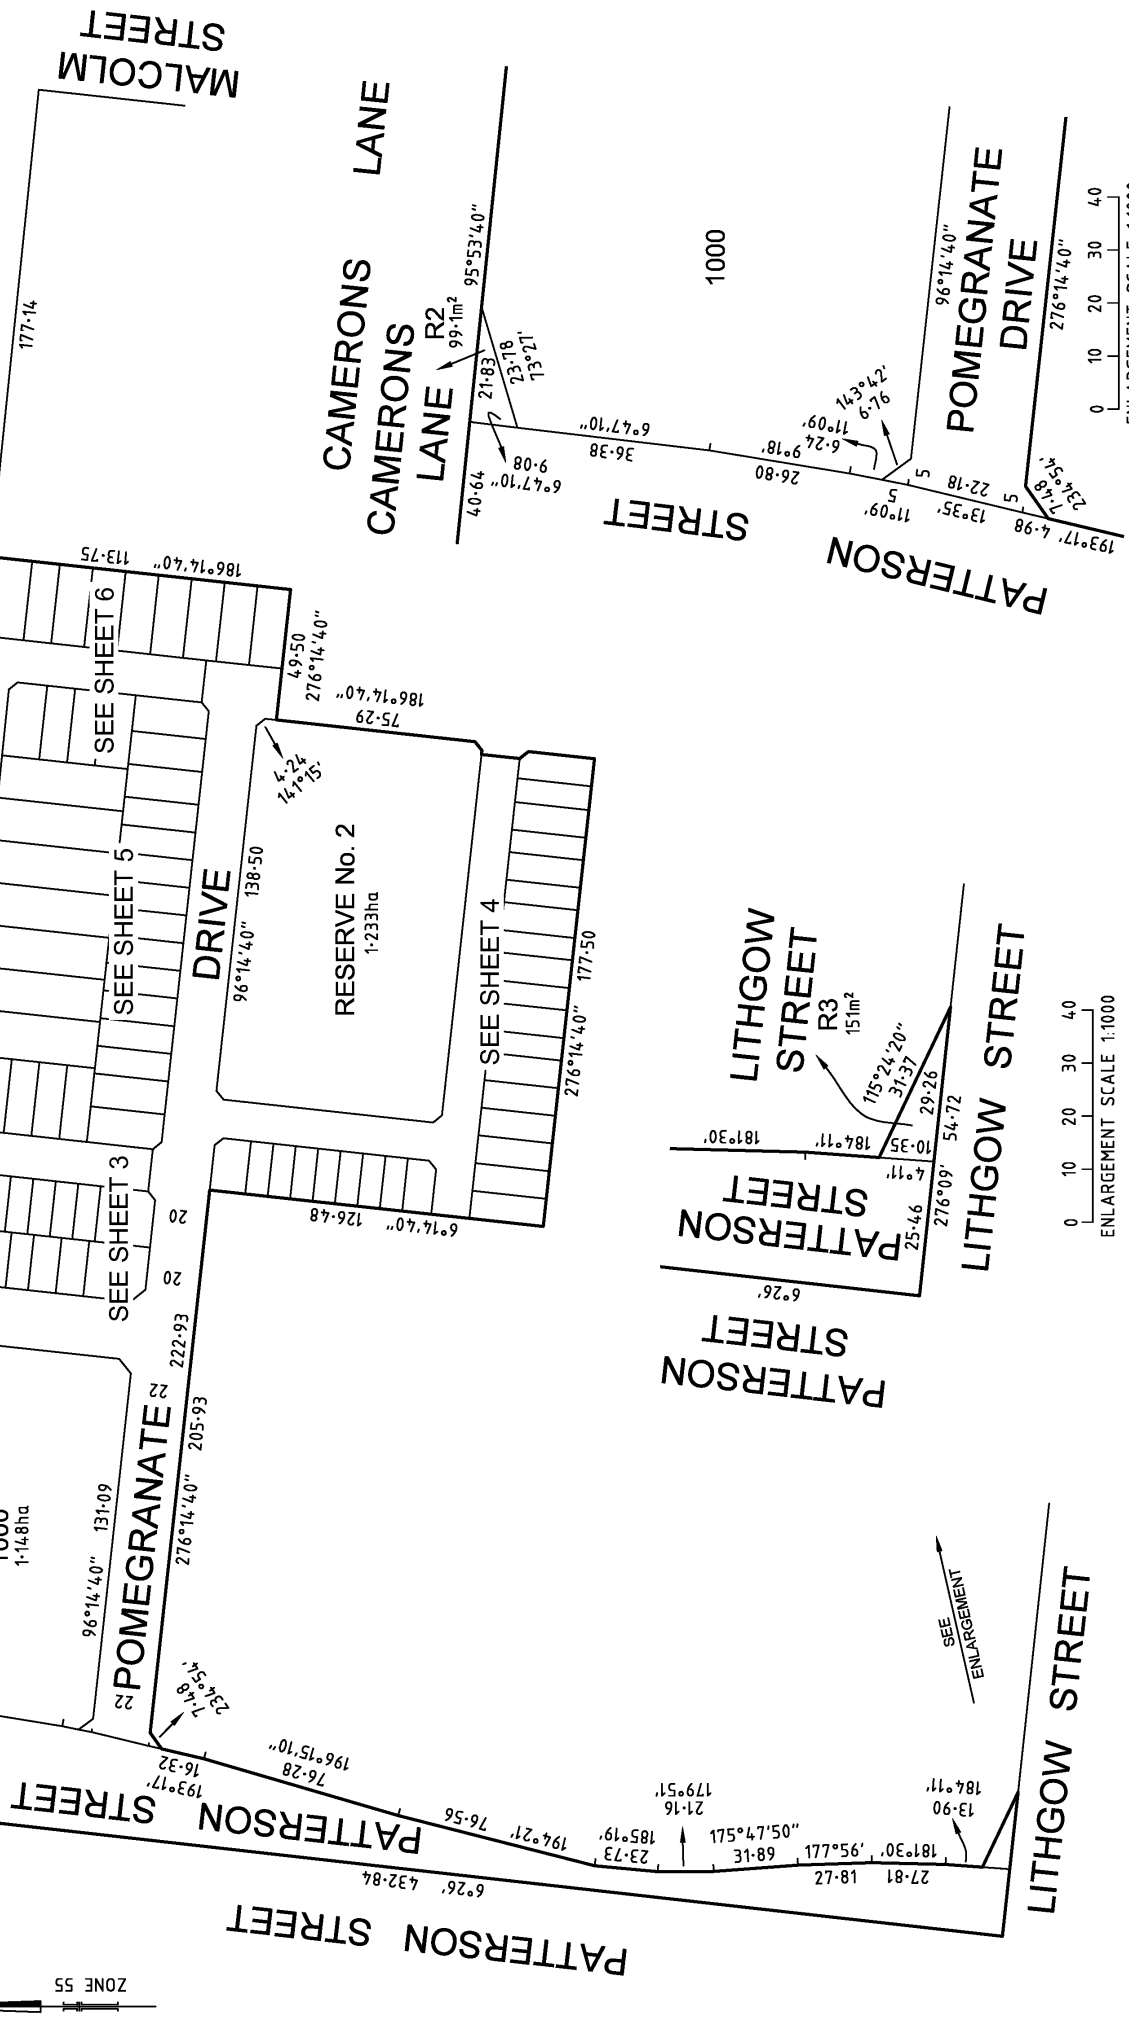 MALCOLM
STREET
177·14
CAMERONS LANE
CAMERONS
LANE
R2
99·1m²
95°53'40"
21·83
23·78
73°27'
40·64
9·08
6°47'10"
6°47'10"
36·38
1000
9°18'
26·80
11°09'
6·24
143°42'
6·76
96°14'40"
POMEGRANATE
DRIVE
276°14'40"
5
11°09'
5
22·18
13°35'
5
4·98
193°17'
7·48
234°54'
PATTERSON STREET
0 10 20 30 40
113·75
186°14'40"
SEE SHEET 6
49·50
276°14'40"
186°14'40"
75·29
4·24
141°15'
SEE SHEET 5
DRIVE
96°14'40" 138·50
RESERVE No. 2
1·233ha
SEE SHEET 4
276°14'40" 177·50
SEE SHEET 3
20
20
126·48
6°14'40"
222·93
22
205·93
276°14'40"
POMEGRANATE
1·148ha
96°14'40" 131·09
22
7·48
234°54'
LITHGOW
STREET
R3
151m²
115°24'20"
31·37
29·26
54·72
10·35
181°30'
184°11'
4°11'
276°09'
25·46
PATTERSON
STREET
6°26'
PATTERSON
STREET
LITHGOW STREET
0 10 20 30 40
ENLARGEMENT SCALE 1:1000
SEE
ENLARGEMENT
16·32
193°17'
196°15'10"
76·28
76·56
194°21'
185°19'
23·73
179°51'
21·16
175°47'50"
31·89
177°56'
27·81
181°30'
27·81
184°11'
13·90
PATTERSON STREET
432·84
6°26'
PATTERSON STREET
LITHGOW STREET
ZONE 55